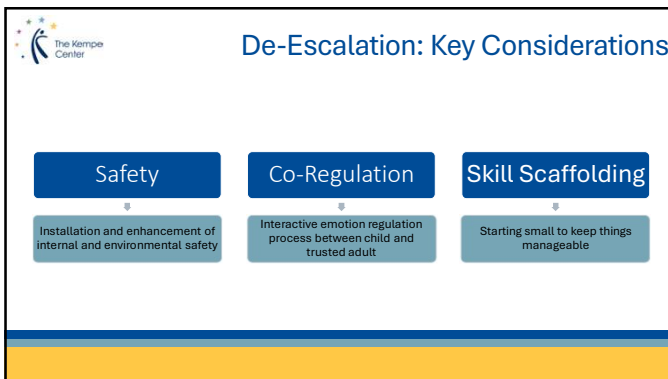 The Kempe
Center
De-Escalation: Key Considerations
Safety
Installation and enhancement of
internal and environmental safety
Co-Regulation
Interactive emotion regulation
process between child and
trusted adult
Skill Scaffolding
Starting small to keep things
manageable